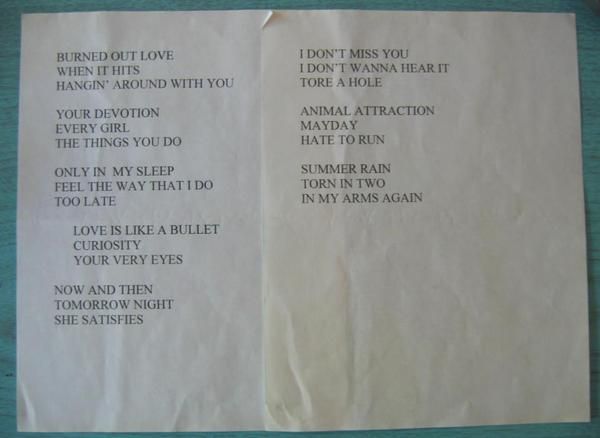 BURNED OUT LOVE
WHEN IT HITS
HANGIN' AROUND WITH YOU
YOUR DEVOTION
EVERY GIRL
THE THINGS YOU DO
ONLY IN MY SLEEP
FEEL THE WAY THAT I DO
TOO LATE
LOVE IS LIKE A BULLET
CURIOSITY
YOUR VERY EYES
NOW AND THEN
TOMORROW NIGHT
SHE SATISFIES
I DON'T MISS YOU
I DON'T WANNA HEAR IT
TORE A HOLE
ANIMAL ATTRACTION
MAYDAY
HATE TO RUN
SUMMER RAIN
TORN IN TWO
IN MY ARMS AGAIN